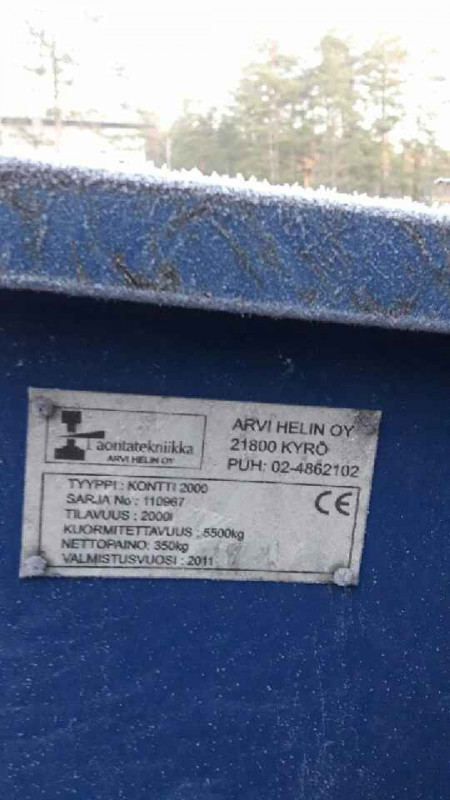 Taontatekniikka
ARVI HELIN OY
ARVI HELIN OY
21800 KYRÖ
PUH: 02-4862102
TYYPPI : KONTTI 2000
SARJA No : 110967
TILAVUUS : 2000l
KUORMITETTAVUUS : 5500kg
NETTOPAINO: 350kg
VALMISTUSVUOSI : 2011
CE